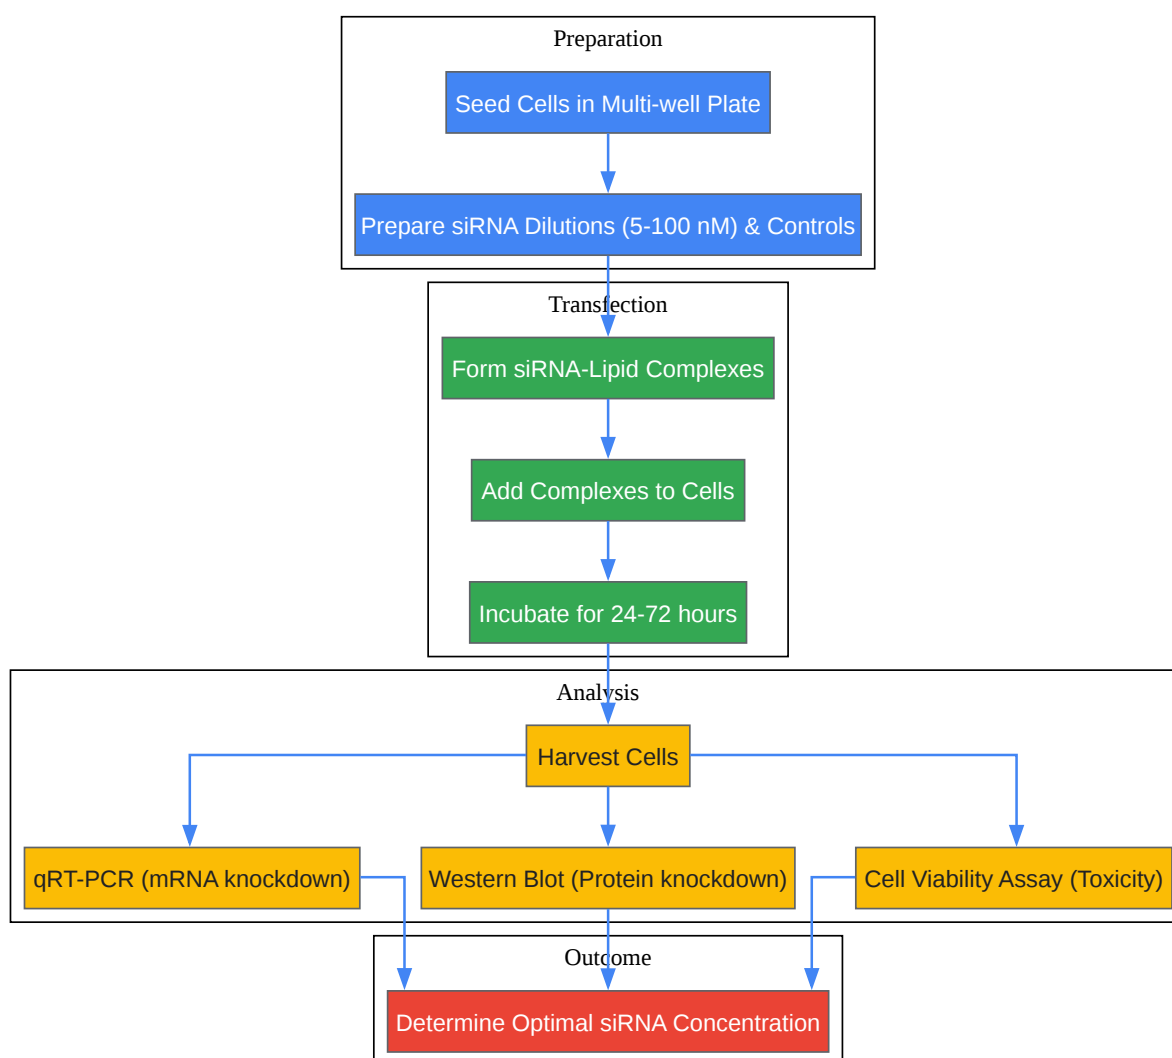 Preparation
Seed Cells in Multi-well Plate
Prepare siRNA Dilutions (5-100 nM) & Controls
Transfection
Form siRNA-Lipid Complexes
Add Complexes to Cells
Incubate for 24-72 hours
Analysis
Harvest Cells
qRT-PCR (mRNA knockdown)
Western Blot (Protein knockdown)
Cell Viability Assay (Toxicity)
Outcome
Determine Optimal siRNA Concentration